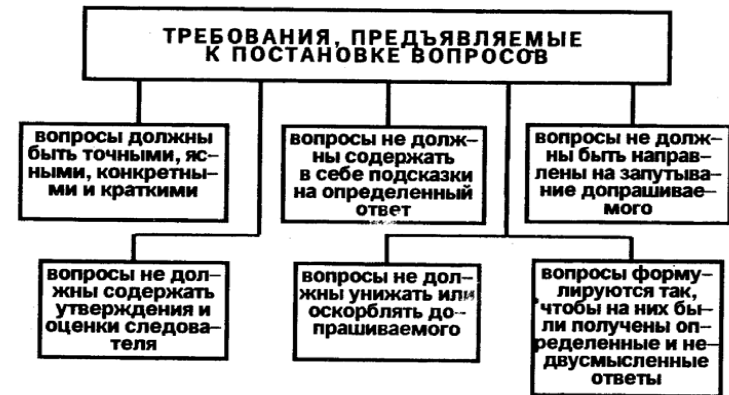 ТРЕБОВАНИЯ, ПРЕДЪЯВЛЯЕМЫЕ
К ПОСТАНОВКЕ ВОПРОСОВ
вопросы должны
быть точными, яс–
ными, конкретны–
ми и краткими
вопросы не долж–
ны содержать
в себе подсказки
на определенный
ответ
вопросы не долж–
ны быть направ–
лены на запутыва–
ние допрашивае–
мого
вопросы не дол–
жны содержать
утверждения и
оценки следова–
теля
вопросы не дол–
жны унижать или
оскорблять до–
прашиваемого
вопросы форму–
лируются так,
чтобы на них бы–
ли получены оп–
ределенные и не–
двусмысленные
ответы